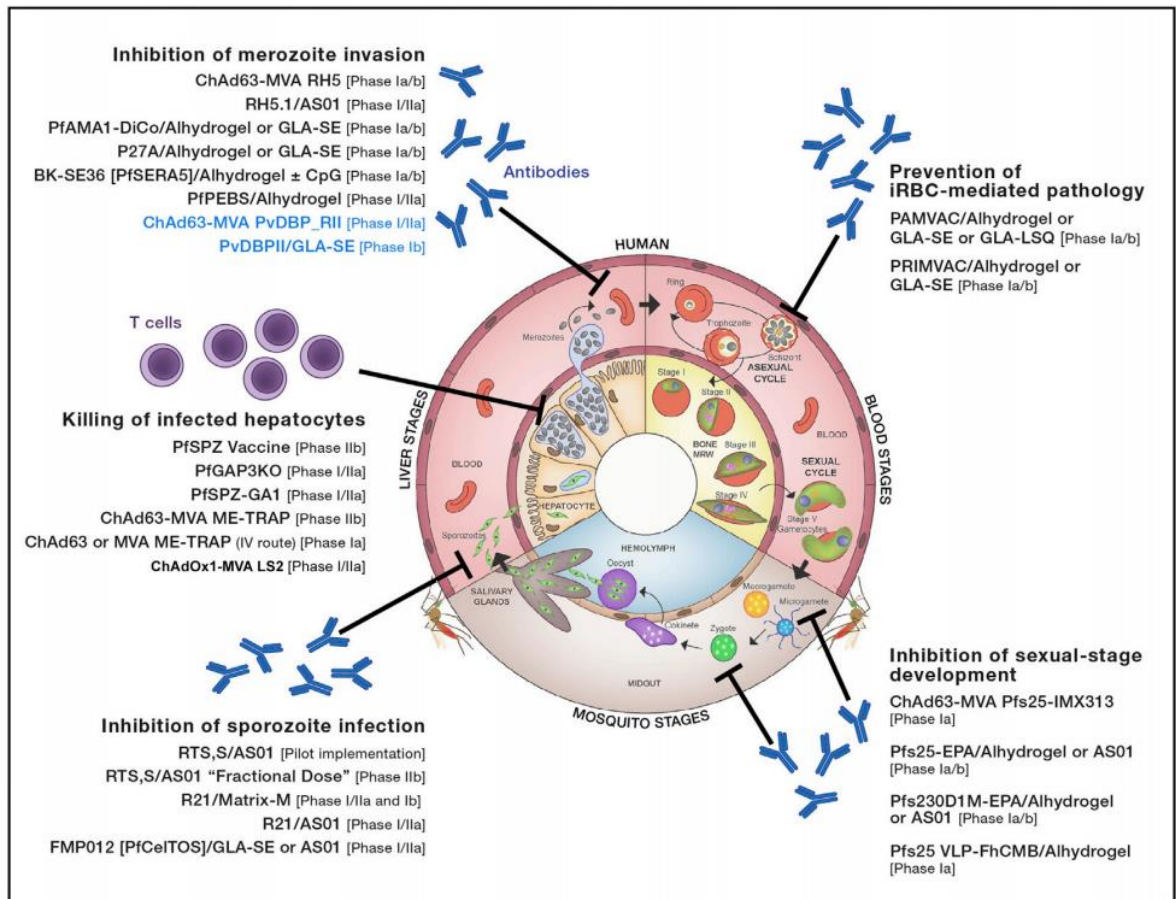 Inhibition of merozoite invasion
ChAd63-MVA RH5 [Phase Ia/b]
RH5.1/AS01 [Phase I/IIa]
PfAMA1-DiCo/Alhydrogel or GLA-SE [Phase Ia/b]
P27A/Alhydrogel or GLA-SE [Phase Ia/b]
BK-SE36 [PfSERA5]/Alhydrogel ± CpG [Phase Ia/b]
PfPEBS/Alhydrogel [Phase I/IIa]
ChAd63-MVA PvDBP_RII [Phase I/IIa]
PvDBPII/GLA-SE [Phase Ib]
Antibodies
Prevention of
iRBC-mediated pathology
PAMVAC/Alhydrogel or
GLA-SE or GLA-LSQ [Phase Ia/b]
PRIMVAC/Alhydrogel or
GLA-SE [Phase Ia/b]
T cells
Killing of infected hepatocytes
PfSPZ Vaccine [Phase IIb]
PfGAP3KO [Phase I/IIa]
PfSPZ-GA1 [Phase I/IIa]
ChAd63-MVA ME-TRAP [Phase IIb]
ChAd63 or MVA ME-TRAP (IV route) [Phase Ia]
ChAdOx1-MVA LS2 [Phase I/IIa]
HUMAN
LIVER STAGES
BLOOD STAGES
MOSQUITO STAGES
Merozoites
Ring
Trophozoite
Schizont
ASEXUAL
CYCLE
Stage I
Stage II
BONE
MRW
Stage III
Stage IV
BLOOD
BLOOD
SEXUAL
CYCLE
Stage V
Gametocytes
HEPATOCYTE
Sporozoites
HEMOLYMPH
SALIVARY
GLANDS
Oocyst
Ookinete
Zygote
Macrogamete
Microgamete
MIDGUT
Inhibition of sporozoite infection
RTS,S/AS01 [Pilot implementation]
RTS,S/AS01 “Fractional Dose” [Phase IIb]
R21/Matrix-M [Phase I/IIa and Ib]
R21/AS01 [Phase I/IIa]
FMP012 [PfCelTOS]/GLA-SE or AS01 [Phase I/IIa]
Inhibition of sexual-stage
development
ChAd63-MVA Pfs25-IMX313
[Phase Ia]
Pfs25-EPA/Alhydrogel or AS01
[Phase Ia/b]
Pfs230D1M-EPA/Alhydrogel
or AS01 [Phase Ia/b]
Pfs25 VLP-FhCMB/Alhydrogel
[Phase Ia]